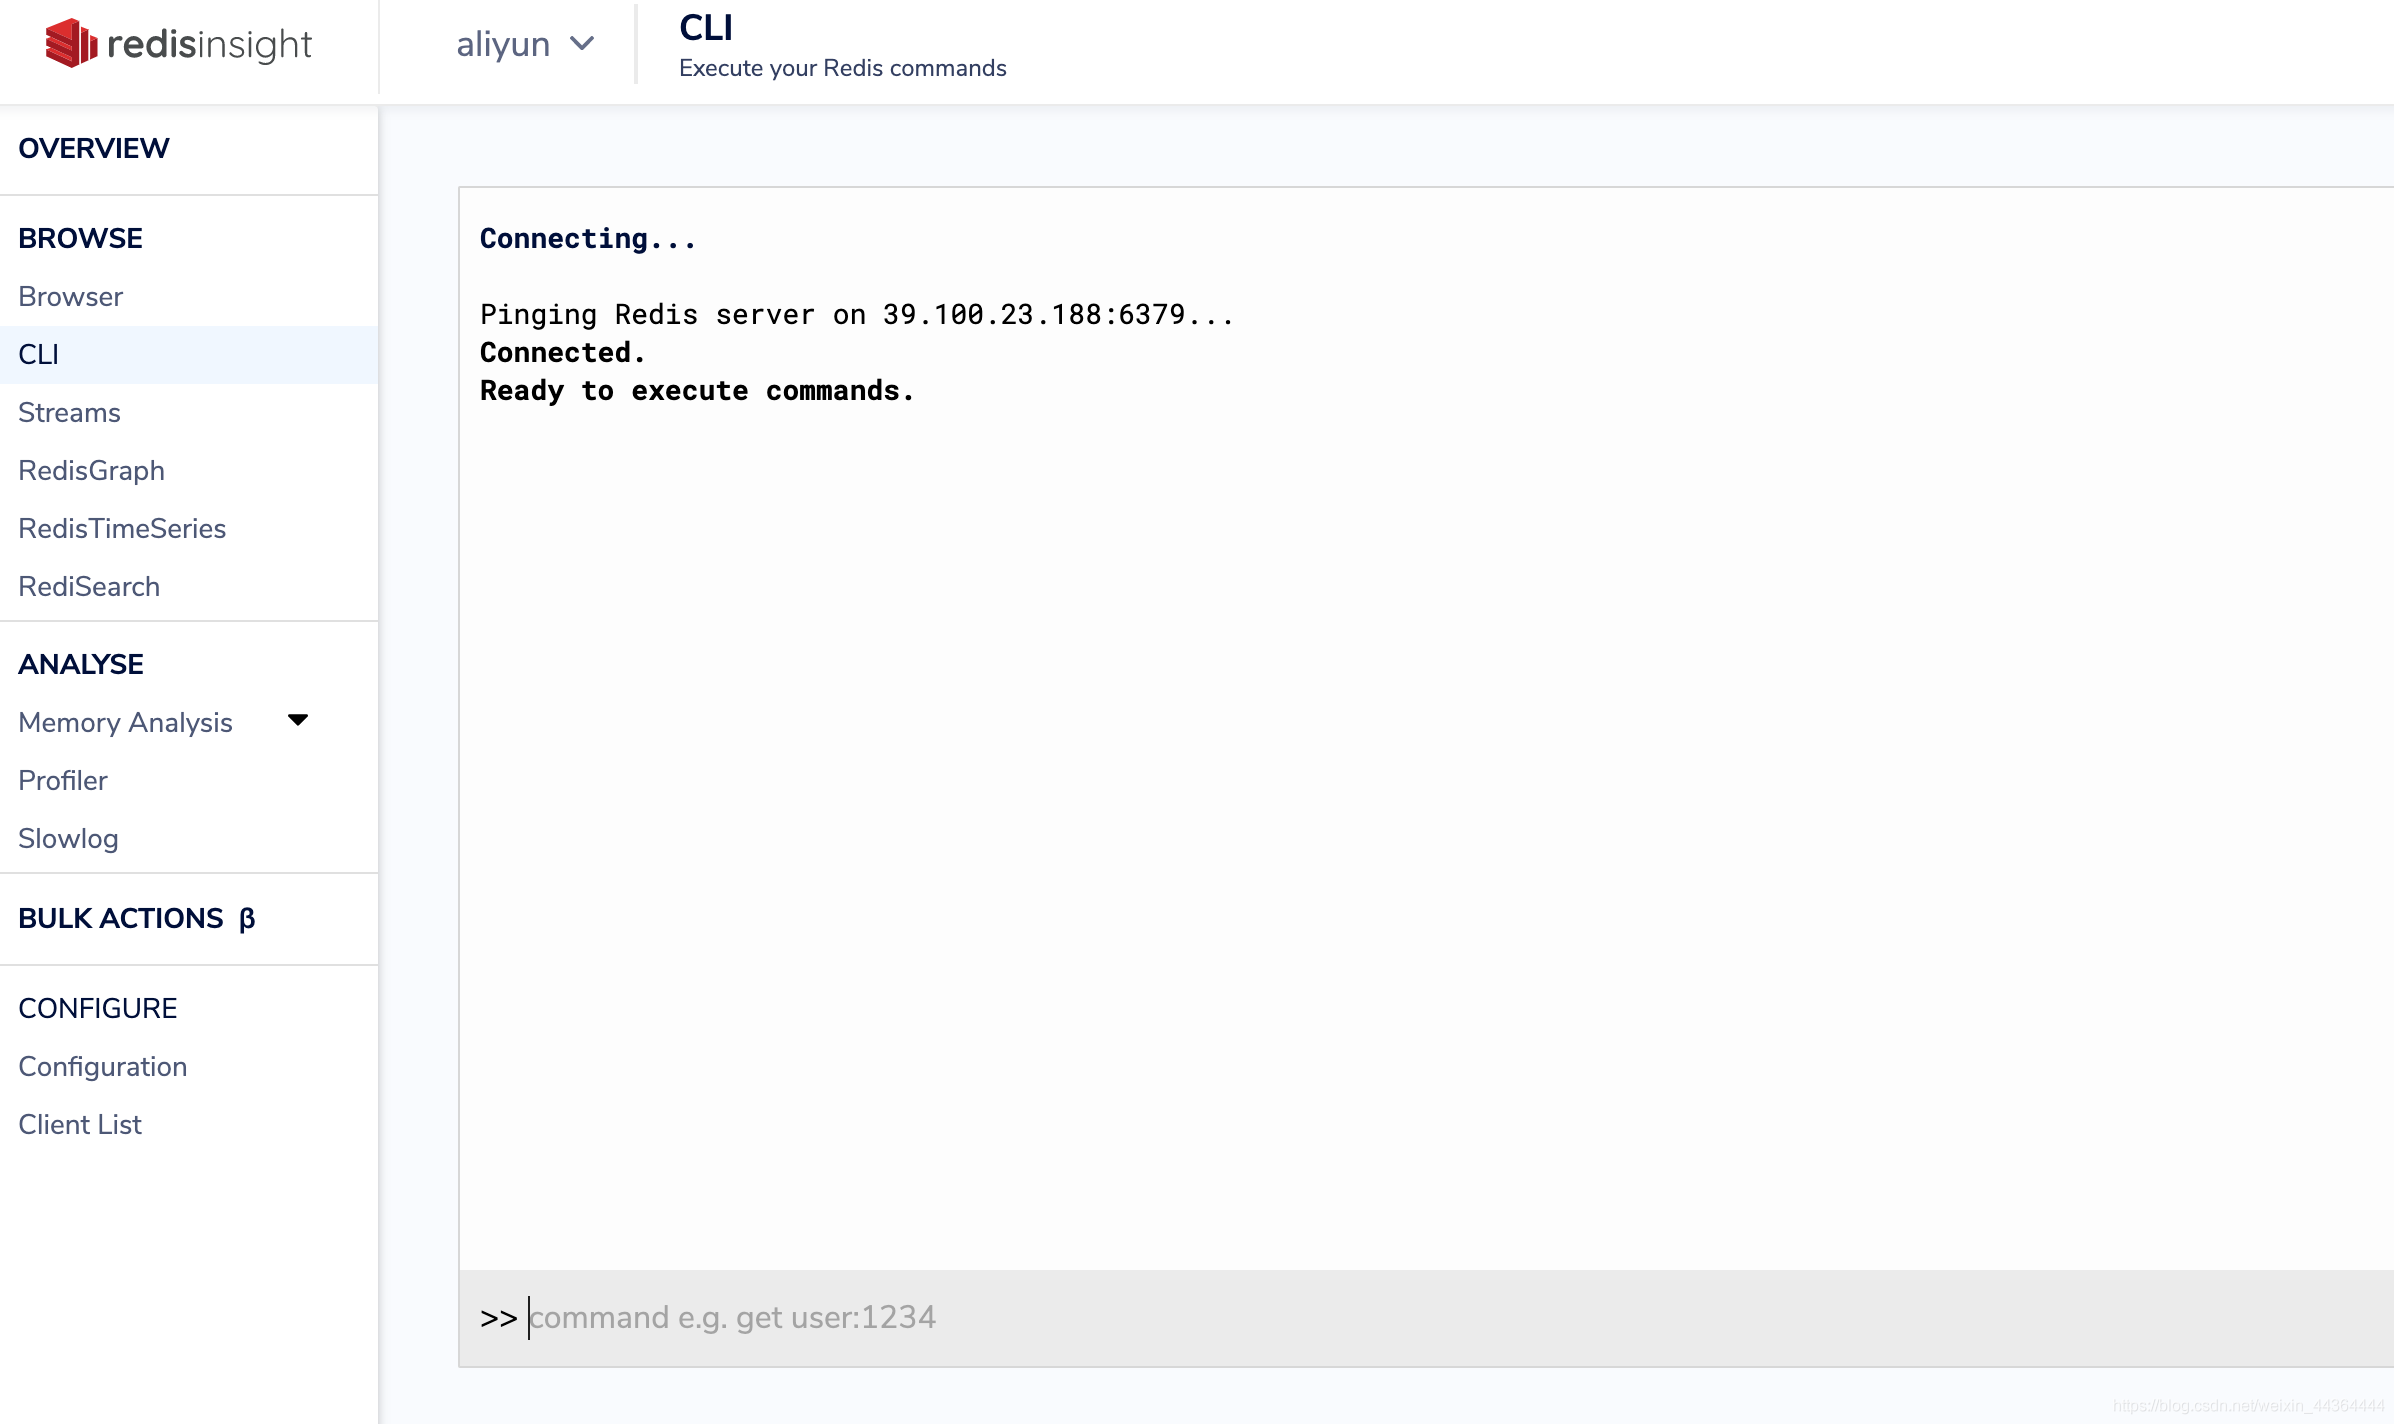 redisinsight
aliyun
CLI
Execute your Redis commands
OVERVIEW
BROWSE
Browser
CLI
Streams
RedisGraph
RedisTimeSeries
RediSearch
ANALYSE
Memory Analysis
Profiler
Slowlog
BULK ACTIONS β
CONFIGURE
Configuration
Client List
Connecting...
Pinging Redis server on 39.100.23.188:6379...
Connected.
Ready to execute commands.
>> command e.g. get user:1234
https://blog.csdn.net/weixin_44364444